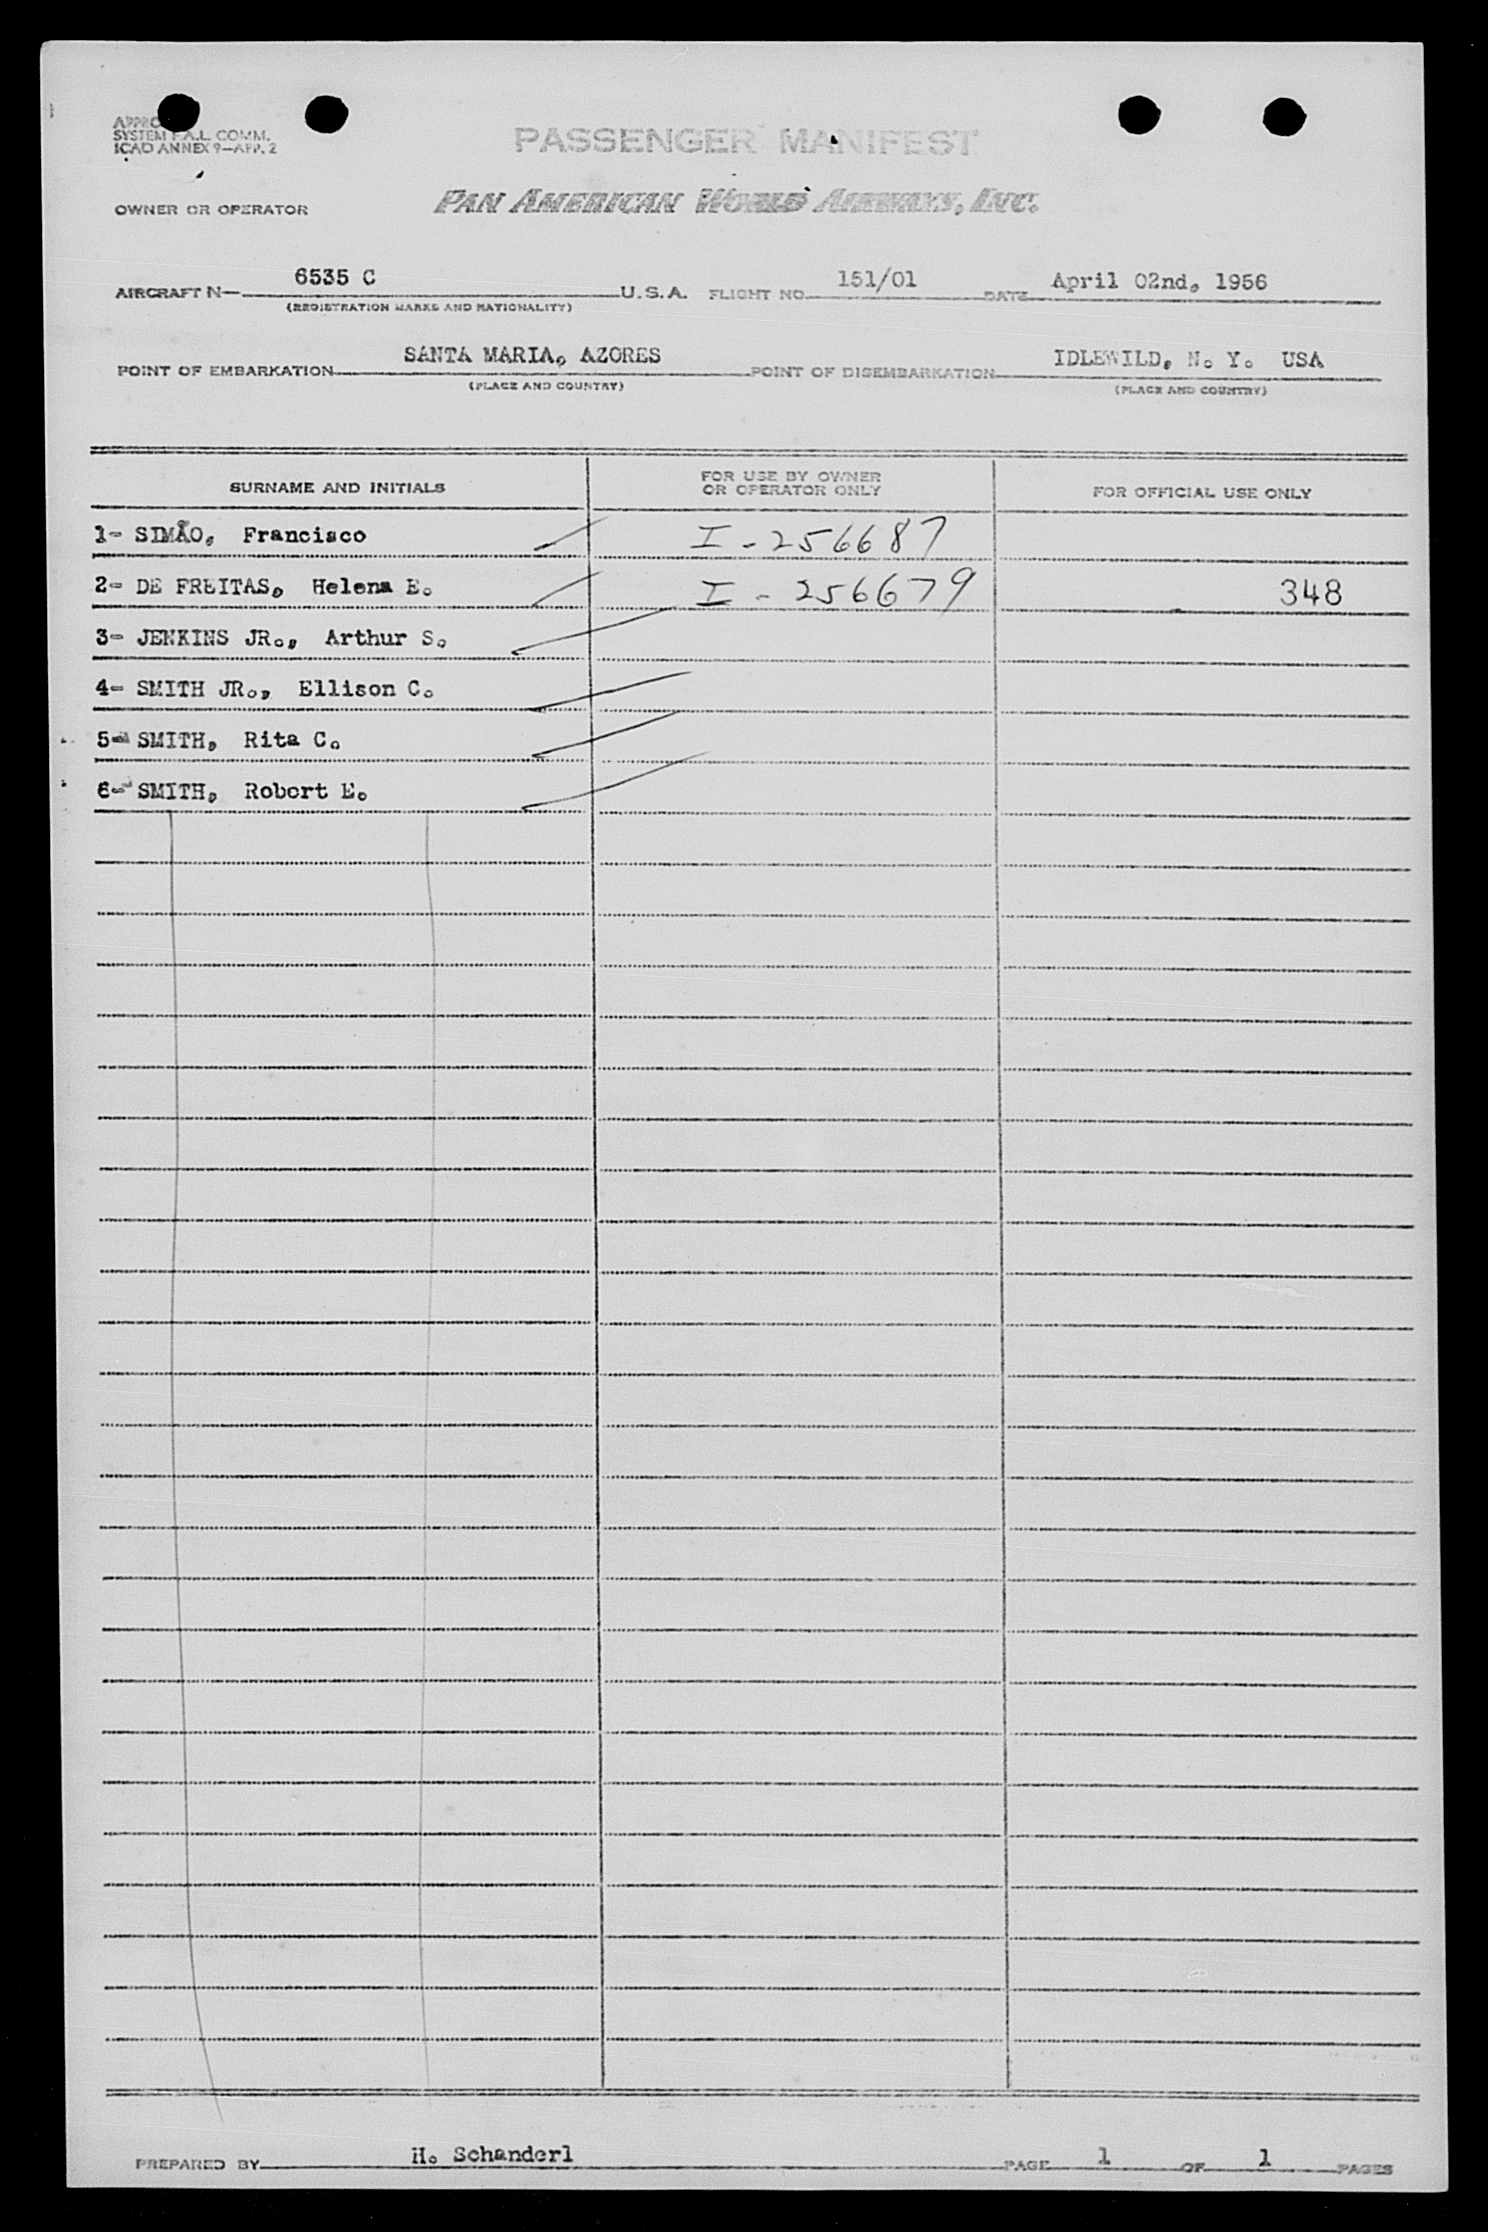 SYSTEM F.A.L. COMM.
ICAO ANNEX 9-APP. 2
PASSENGER MANIFEST
OWNER OR OPERATOR PAN AMERICAN WORLD AIRWAYS, INC.
AIRCRAFT N- 6535 C U.S.A. FLIGHT NO. 151/01 DATE April 02nd, 1956
(REGISTRATION MARKS AND NATIONALITY)
POINT OF EMBARKATION SANTA MARIA, AZORES POINT OF DISEMBARKATION IDLEWILD, N. Y. USA
(PLACE AND COUNTRY) (PLACE AND COUNTRY)
SURNAME AND INITIALS FOR USE BY OWNER OR OPERATOR ONLY FOR OFFICIAL USE ONLY
1- SIMÃO, Francisco I-256687
2- DE FREITAS, Helena E. I-256679 348
3- JENKINS JR., Arthur S.
4- SMITH JR., Ellison C.
5- SMITH, Rita C.
6- SMITH, Robert E.
PREPARED BY H. Schanderl PAGE 1 OF 1 PAGES